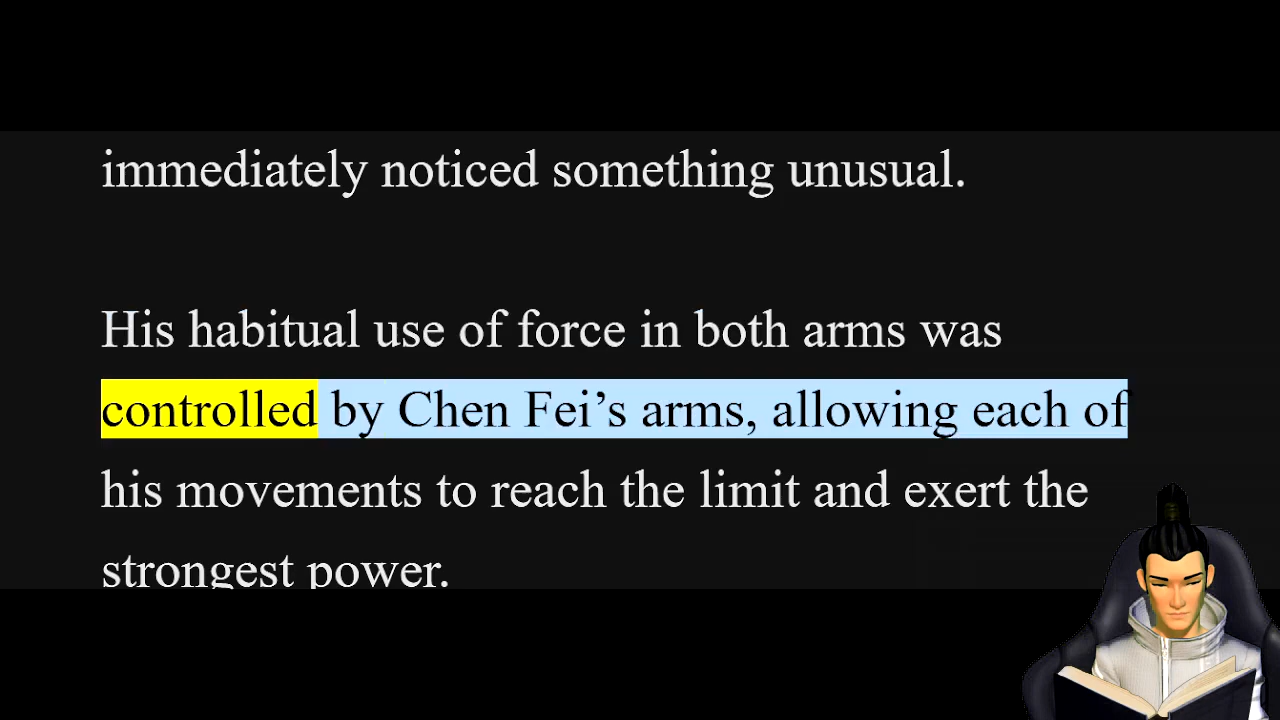 immediately noticed something unusual.
His habitual use of force in both arms was
controlled by Chen Fei’s arms, allowing each of
his movements to reach the limit and exert the
strongest power.